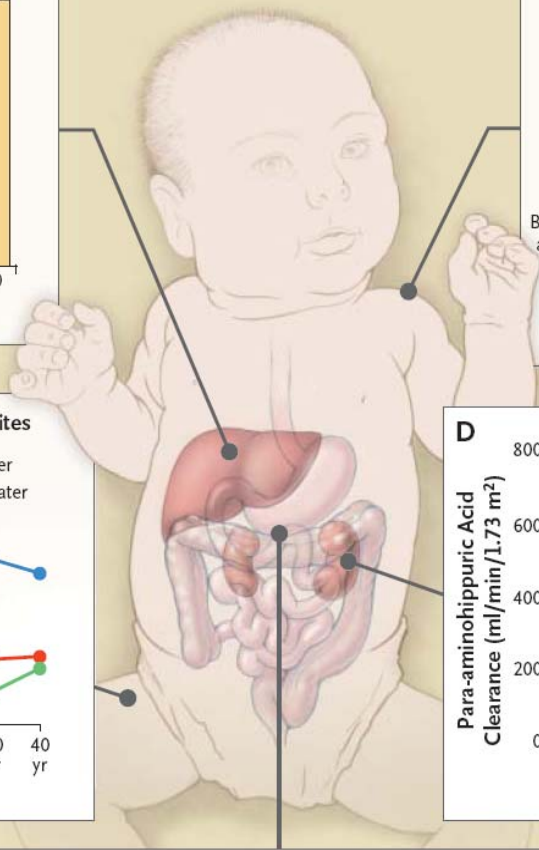 ites
er
ater
40
yr
D
Para-aminohippuric Acid
Clearance (ml/min/1.73 m²)
800
600
400
200
0